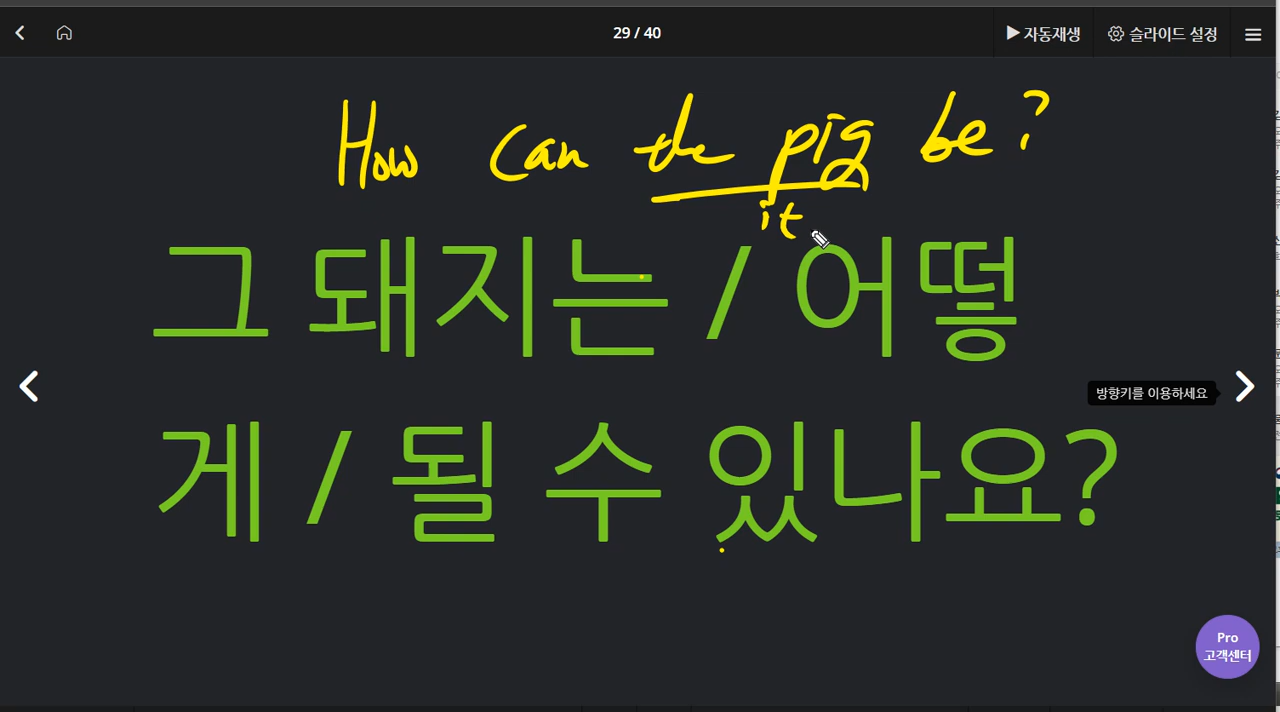 29 / 40
▶ 자동재생
슬라이드 설정
How can the pig be?
it
그 돼지는 / 어떻
게 / 될 수 있나요?
방향키를 이용하세요
Pro
고객센터